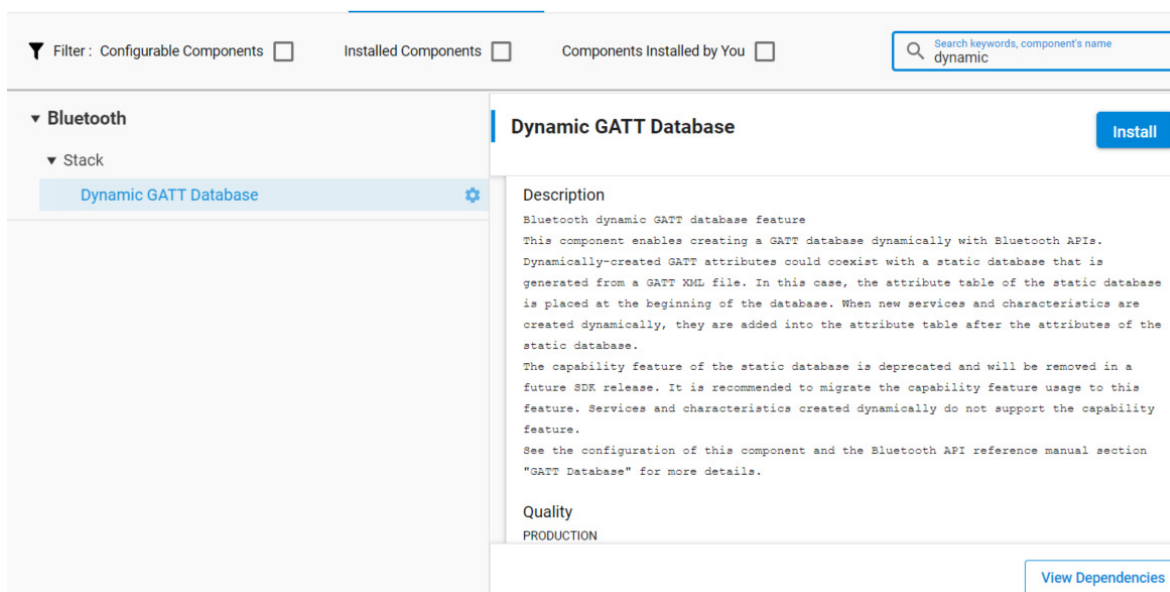 Filter : Configurable Components
Installed Components
Components Installed by You
Search keywords, component's name
dynamic
Bluetooth
Stack
Dynamic GATT Database
Dynamic GATT Database
Install
Description
Bluetooth dynamic GATT database feature
This component enables creating a GATT database dynamically with Bluetooth APIs.
Dynamically-created GATT attributes could coexist with a static database that is
generated from a GATT XML file. In this case, the attribute table of the static database
is placed at the beginning of the database. When new services and characteristics are
created dynamically, they are added into the attribute table after the attributes of the
static database.
The capability feature of the static database is deprecated and will be removed in a
future SDK release. It is recommended to migrate the capability feature usage to this
feature. Services and characteristics created dynamically do not support the capability
feature.
See the configuration of this component and the Bluetooth API reference manual section
"GATT Database" for more details.
Quality
PRODUCTION
View Dependencies